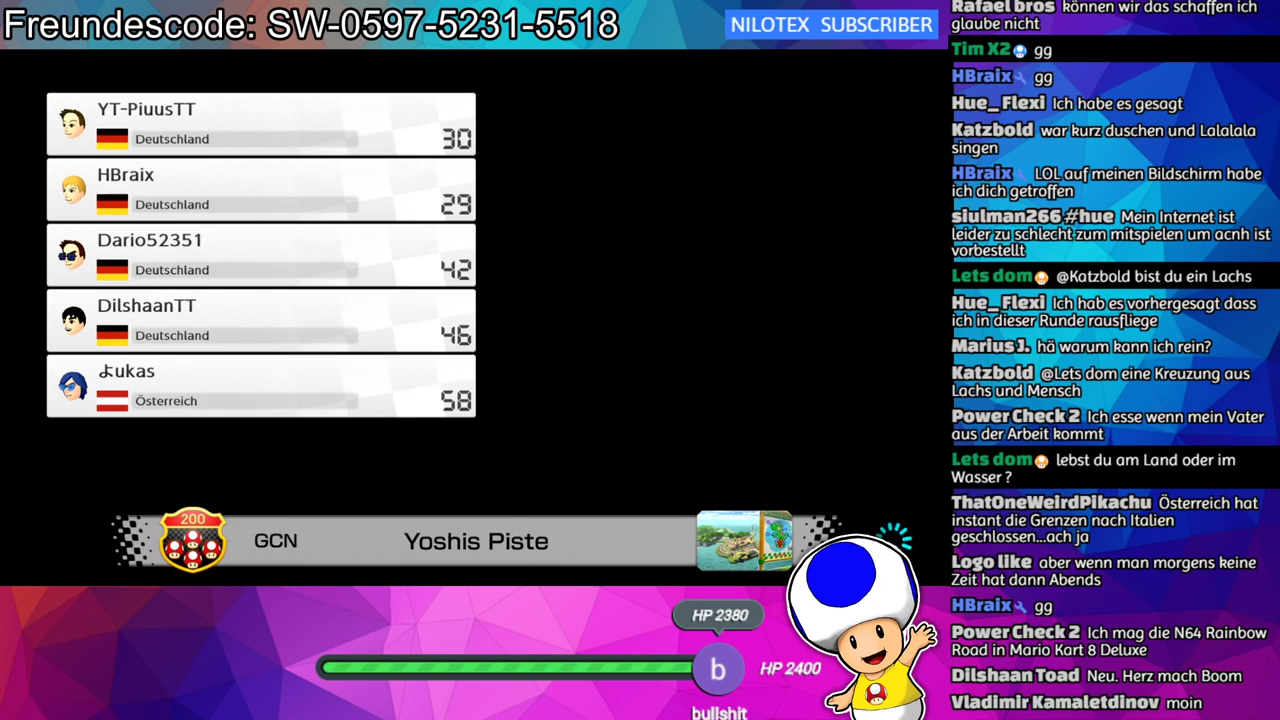 Freundescode: SW-0597-5231-5518
NILOTEX SUBSCRIBER
YT-PiuusTT
Deutschland
30
HBraix
Deutschland
29
Dario52351
Deutschland
42
DilshaanTT
Deutschland
46
よukas
Österreich
58
200
GCN
Yoshis Piste
HP 2380
b
HP 2400
bullshit
Rafael bros können wir das schaffen ich
glaube nicht
Tim X2 gg
HBraix gg
Hue_Flexi Ich habe es gesagt
Katzbold war kurz duschen und Lalalala
singen
HBraix LOL auf meinen Bildschirm habe
ich dich getroffen
siulman266 #hue Mein Internet ist
leider zu schlecht zum mitspielen um acnh ist
vorbestellt
Lets dom @Katzbold bist du ein Lachs
Hue_Flexi Ich hab es vorhergesagt dass
ich in dieser Runde rausfliege
Marius J. hä warum kann ich rein?
Katzbold @Lets dom eine Kreuzung aus
Lachs und Mensch
Power Check 2 Ich esse wenn mein Vater
aus der Arbeit kommt
Lets dom lebst du am Land oder im
Wasser ?
ThatOneWeirdPikachu Österreich hat
instant die Grenzen nach Italien
geschlossen...ach ja
Logo like aber wenn man morgens keine
Zeit hat dann Abends
HBraix gg
Power Check 2 Ich mag die N64 Rainbow
Road in Mario Kart 8 Deluxe
Dilshaan Toad Neu. Herz mach Boom
Vladimir Kamaletdinov moin